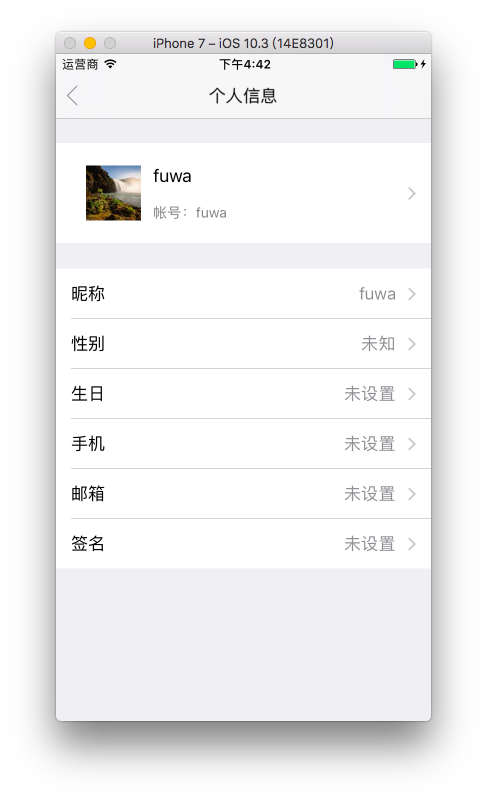 iPhone 7 – iOS 10.3 (14E8301)
运营商 下午4:42
个人信息
fuwa
帐号：fuwa
昵称 fuwa
性别 未知
生日 未设置
手机 未设置
邮箱 未设置
签名 未设置